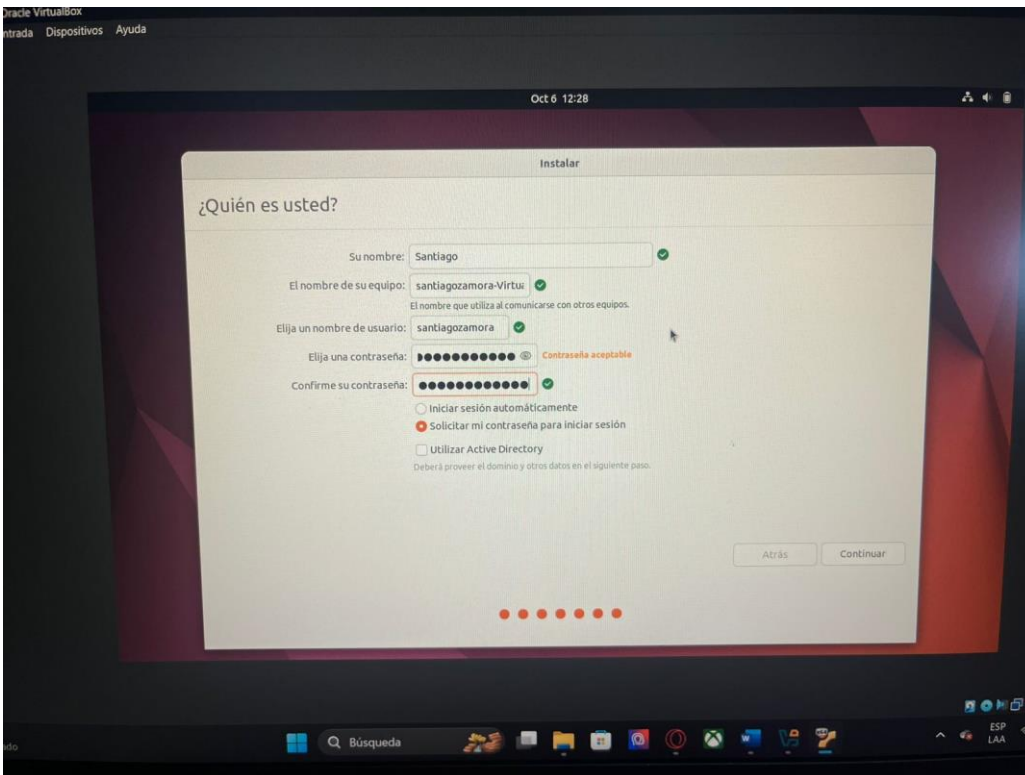 Oracle VirtualBox
ntrada Dispositivos Ayuda
Oct 6 12:28
Instalar
¿Quién es usted?
Su nombre: Santiago
El nombre de su equipo: santiagozamora-Virtua
El nombre que utiliza al comunicarse con otros equipos.
Elija un nombre de usuario: santiagozamora
Elija una contraseña: Contraseña aceptable
Confirme su contraseña:
Iniciar sesión automáticamente
Solicitar mi contraseña para iniciar sesión
Utilizar Active Directory
Deberá proveer el dominio y otros datos en el siguiente paso.
Atrás Continuar
Búsqueda
ESP
LAA